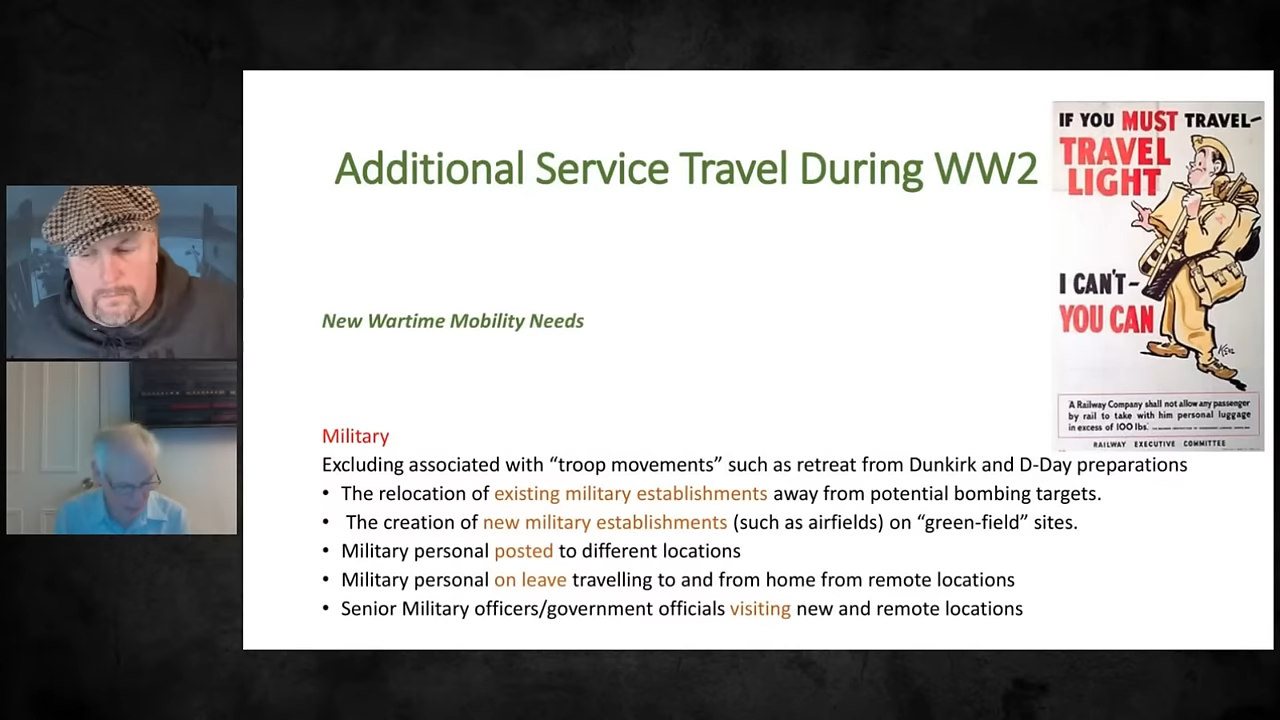 Additional Service Travel During WW2
New Wartime Mobility Needs
Military
Excluding associated with “troop movements” such as retreat from Dunkirk and D-Day preparations
• The relocation of existing military establishments away from potential bombing targets.
• The creation of new military establishments (such as airfields) on “green-field” sites.
• Military personal posted to different locations
• Military personal on leave travelling to and from home from remote locations
• Senior Military officers/government officials visiting new and remote locations
IF YOU MUST TRAVEL–
TRAVEL
LIGHT
I CAN'T–
YOU CAN
'A Railway Company shall not allow any passenger
by rail to take with him personal luggage
in excess of 100 lbs.'
RAILWAY EXECUTIVE COMMITTEE